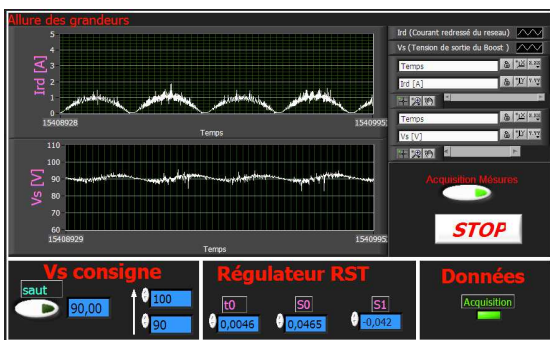 Allure des grandeurs
Ird [A]
5
4
3
2
1
0
15408928
Temps
Vs [V]
110
100
90
80
70
60
15408929
Temps
Ird (Courant redressé du reseau)
Vs (Tension de sortie du Boost )
Temps
Ird [A]
Temps
Vs [V]
Acquisition Mésures
STOP
Vs consigne
saut
90,00
100
90
Régulateur RST
t0
S0
S1
0,0046
0,0465
-0,042
Données
Acquisition